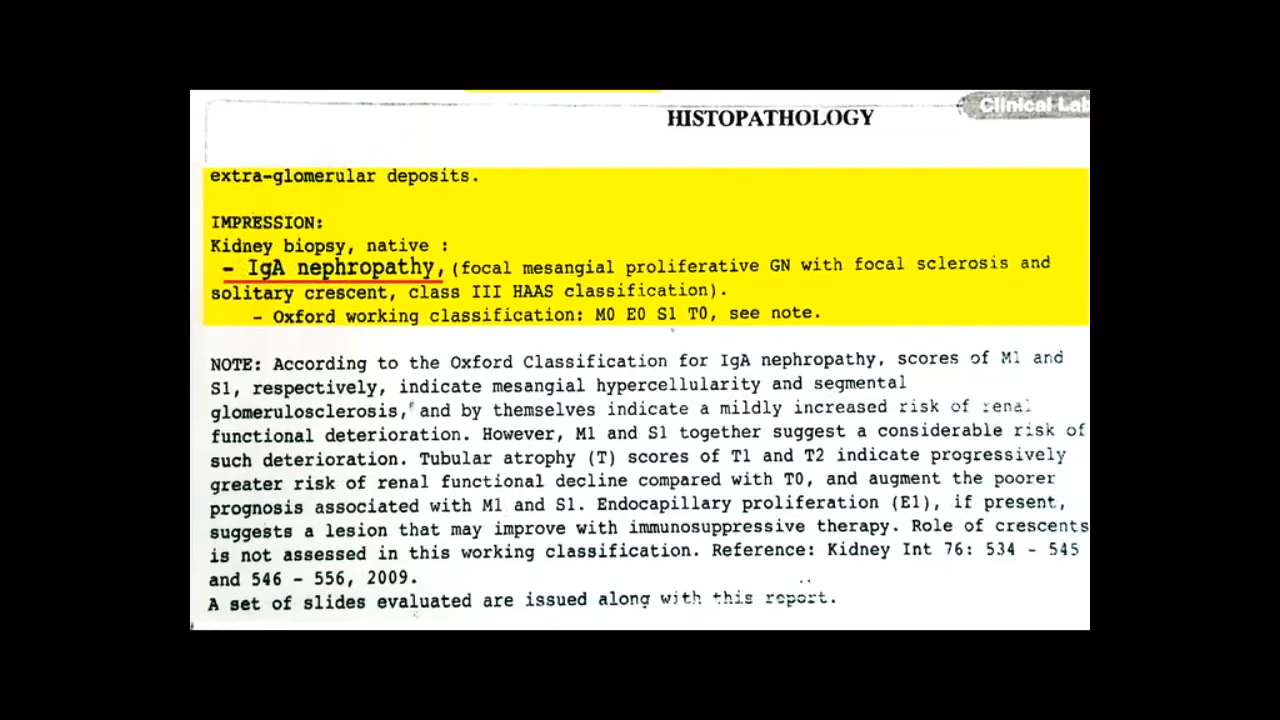 Clinical Lab
HISTOPATHOLOGY
extra-glomerular deposits.
IMPRESSION:
Kidney biopsy, native :
- IgA nephropathy, (focal mesangial proliferative GN with focal sclerosis and
solitary crescent, class III HAAS classification).
- Oxford working classification: M0 E0 S1 T0, see note.
NOTE: According to the Oxford Classification for IgA nephropathy, scores of M1 and
S1, respectively, indicate mesangial hypercellularity and segmental
glomerulosclerosis, and by themselves indicate a mildly increased risk of renal
functional deterioration. However, M1 and S1 together suggest a considerable risk of
such deterioration. Tubular atrophy (T) scores of T1 and T2 indicate progressively
greater risk of renal functional decline compared with T0, and augment the poorer
prognosis associated with M1 and S1. Endocapillary proliferation (E1), if present,
suggests a lesion that may improve with immunosuppressive therapy. Role of crescents
is not assessed in this working classification. Reference: Kidney Int 76: 534 - 545
and 546 - 556, 2009.
A set of slides evaluated are issued along with this report.